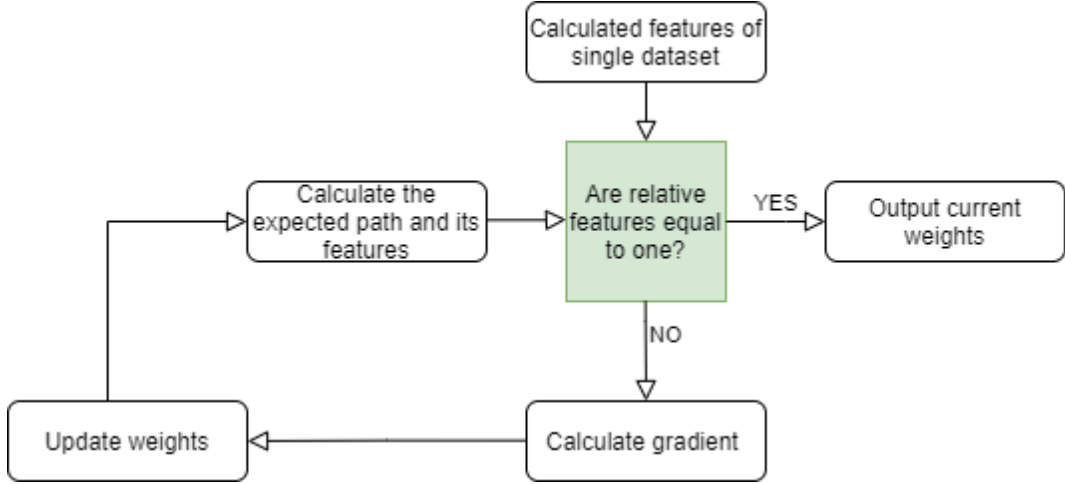 Calculated features of
single dataset
Calculate the
expected path and its
features
Are relative
features equal
to one?
YES
Output current
weights
NO
Update weights
Calculate gradient